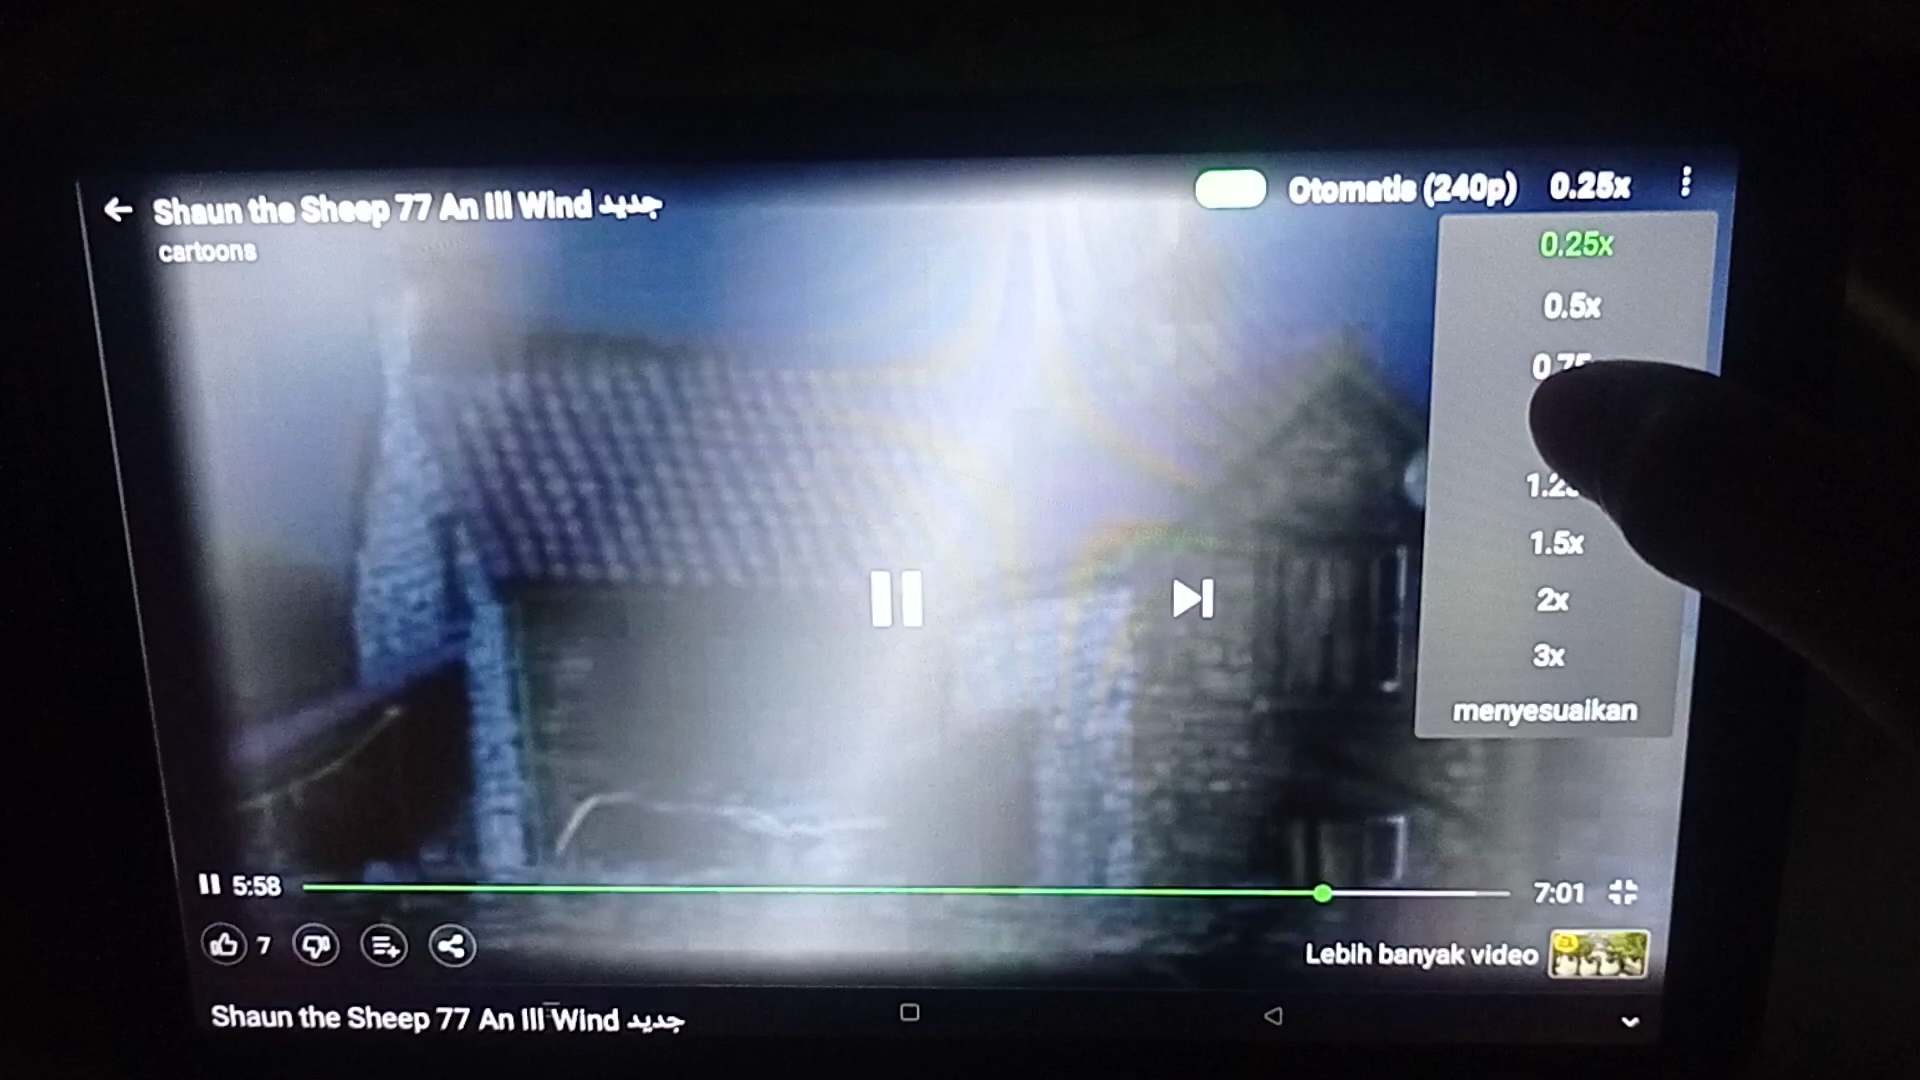 Shaun the Sheep 77 An Ill Wind جديد
cartoons
Otomatis (240p) 0.25x
0.25x
0.5x
1.5x
2x
3x
menyesuaikan
5:58
7:01
7
Lebih banyak video
Shaun the Sheep 77 An Ill Wind جديد